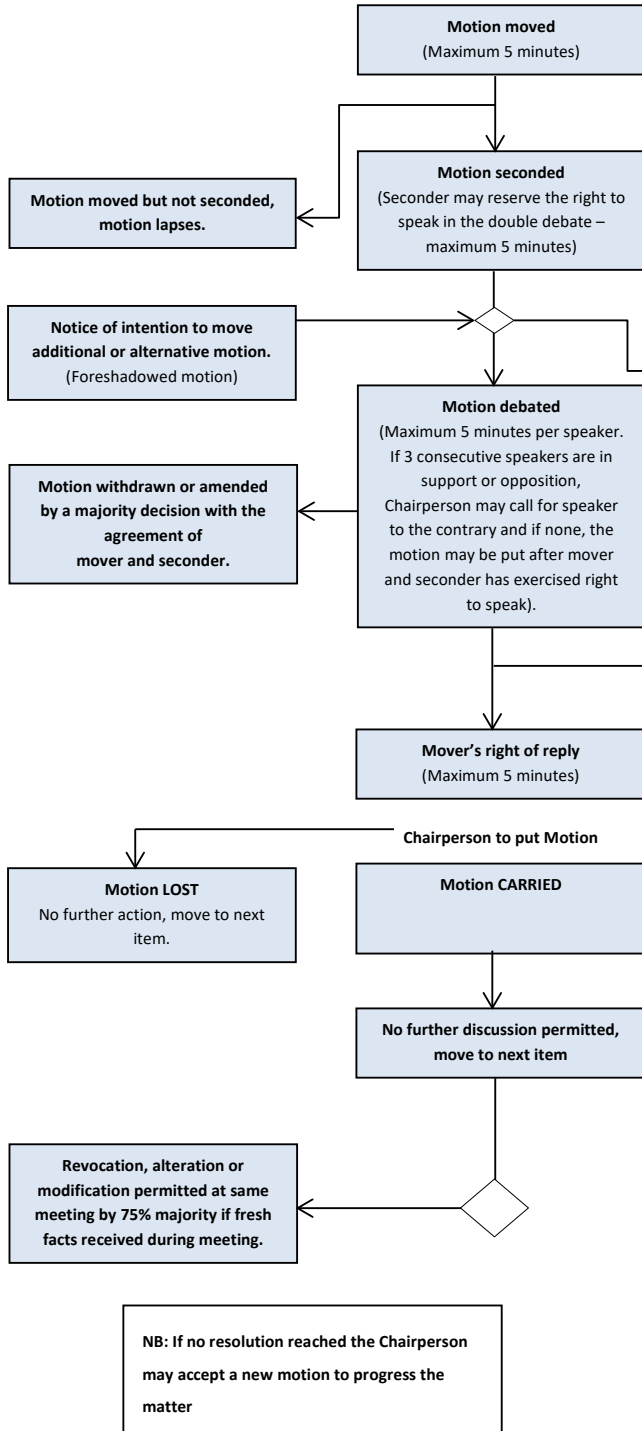 Motion moved
(Maximum 5 minutes)
Motion seconded
(Seconder may reserve the right to
speak in the double debate –
maximum 5 minutes)
Motion moved but not seconded,
motion lapses.
Notice of intention to move
additional or alternative motion.
(Foreshadowed motion)
Motion debated
(Maximum 5 minutes per speaker.
If 3 consecutive speakers are in
support or opposition,
Chairperson may call for speaker
to the contrary and if none, the
motion may be put after mover
and seconder has exercised right
to speak).
Motion withdrawn or amended
by a majority decision with the
agreement of
mover and seconder.
Mover’s right of reply
(Maximum 5 minutes)
Chairperson to put Motion
Motion LOST
No further action, move to next
item.
Motion CARRIED
No further discussion permitted,
move to next item
Revocation, alteration or
modification permitted at same
meeting by 75% majority if fresh
facts received during meeting.
NB: If no resolution reached the Chairperson
may accept a new motion to progress the
matter